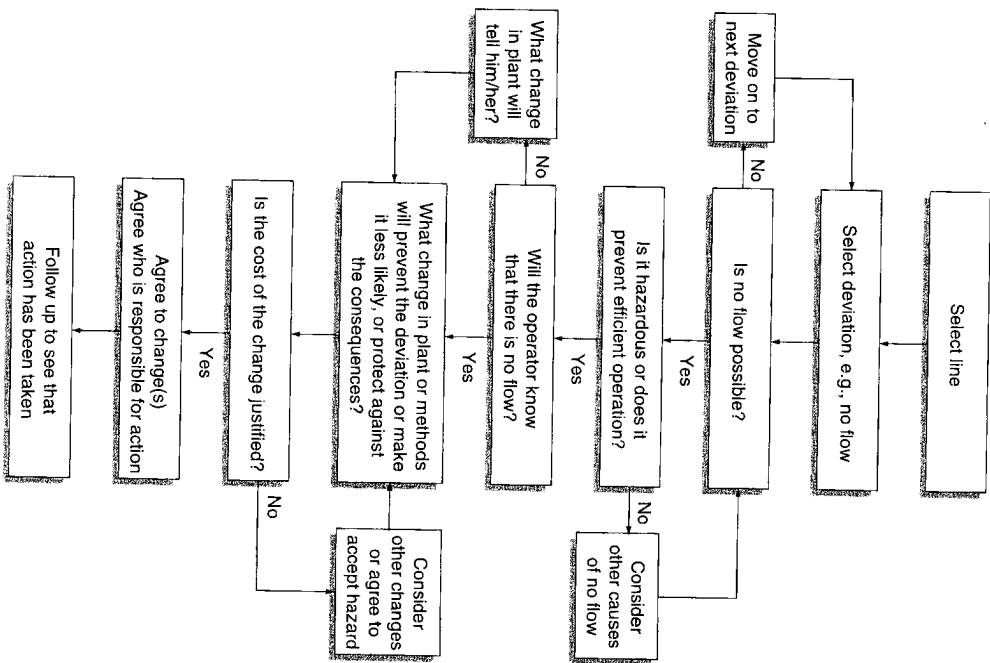 Select line
Select deviation, e.g., no flow
Move on to
next deviation
Is no flow possible?
No
Yes
Is it hazardous or does it
prevent efficient operation?
No
Consider
other causes
of no flow
Yes
Will the operator know
that there is no flow?
No
What change
in plant will
tell him/her?
Yes
What change in plant or methods
will prevent the deviation or make
it less likely, or protect against
the consequences?
Consider
other changes
or agree to
accept hazard
Is the cost of the change justified?
No
Yes
Agree to change(s)
Agree who is responsible for action
Follow up to see that
action has been taken